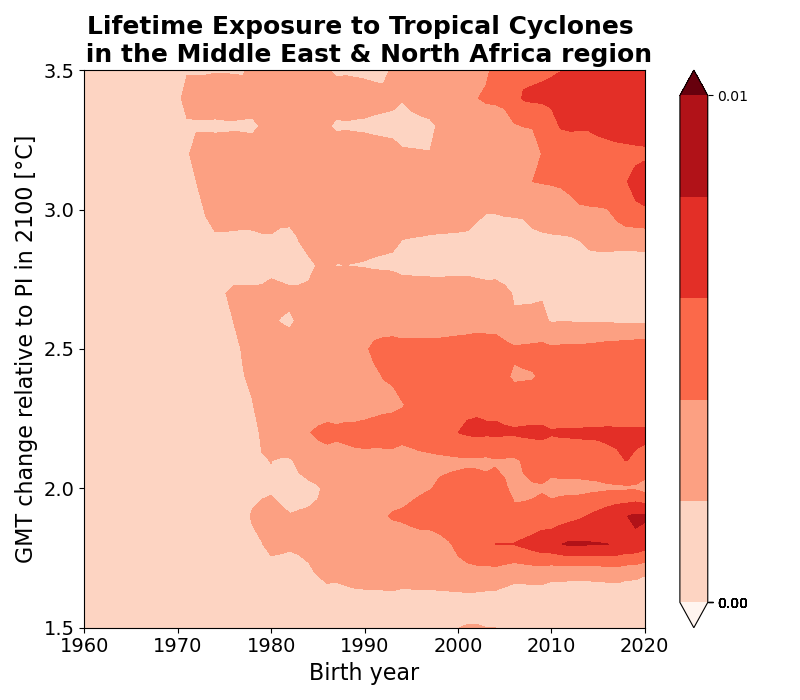 Lifetime Exposure to Tropical Cyclones
in the Middle East & North Africa region
3.5
3.0
2.5
2.0
1.5
GMT change relative to PI in 2100 [°C]
1960 1970 1980 1990 2000 2010 2020
Birth year
0.01
0.00